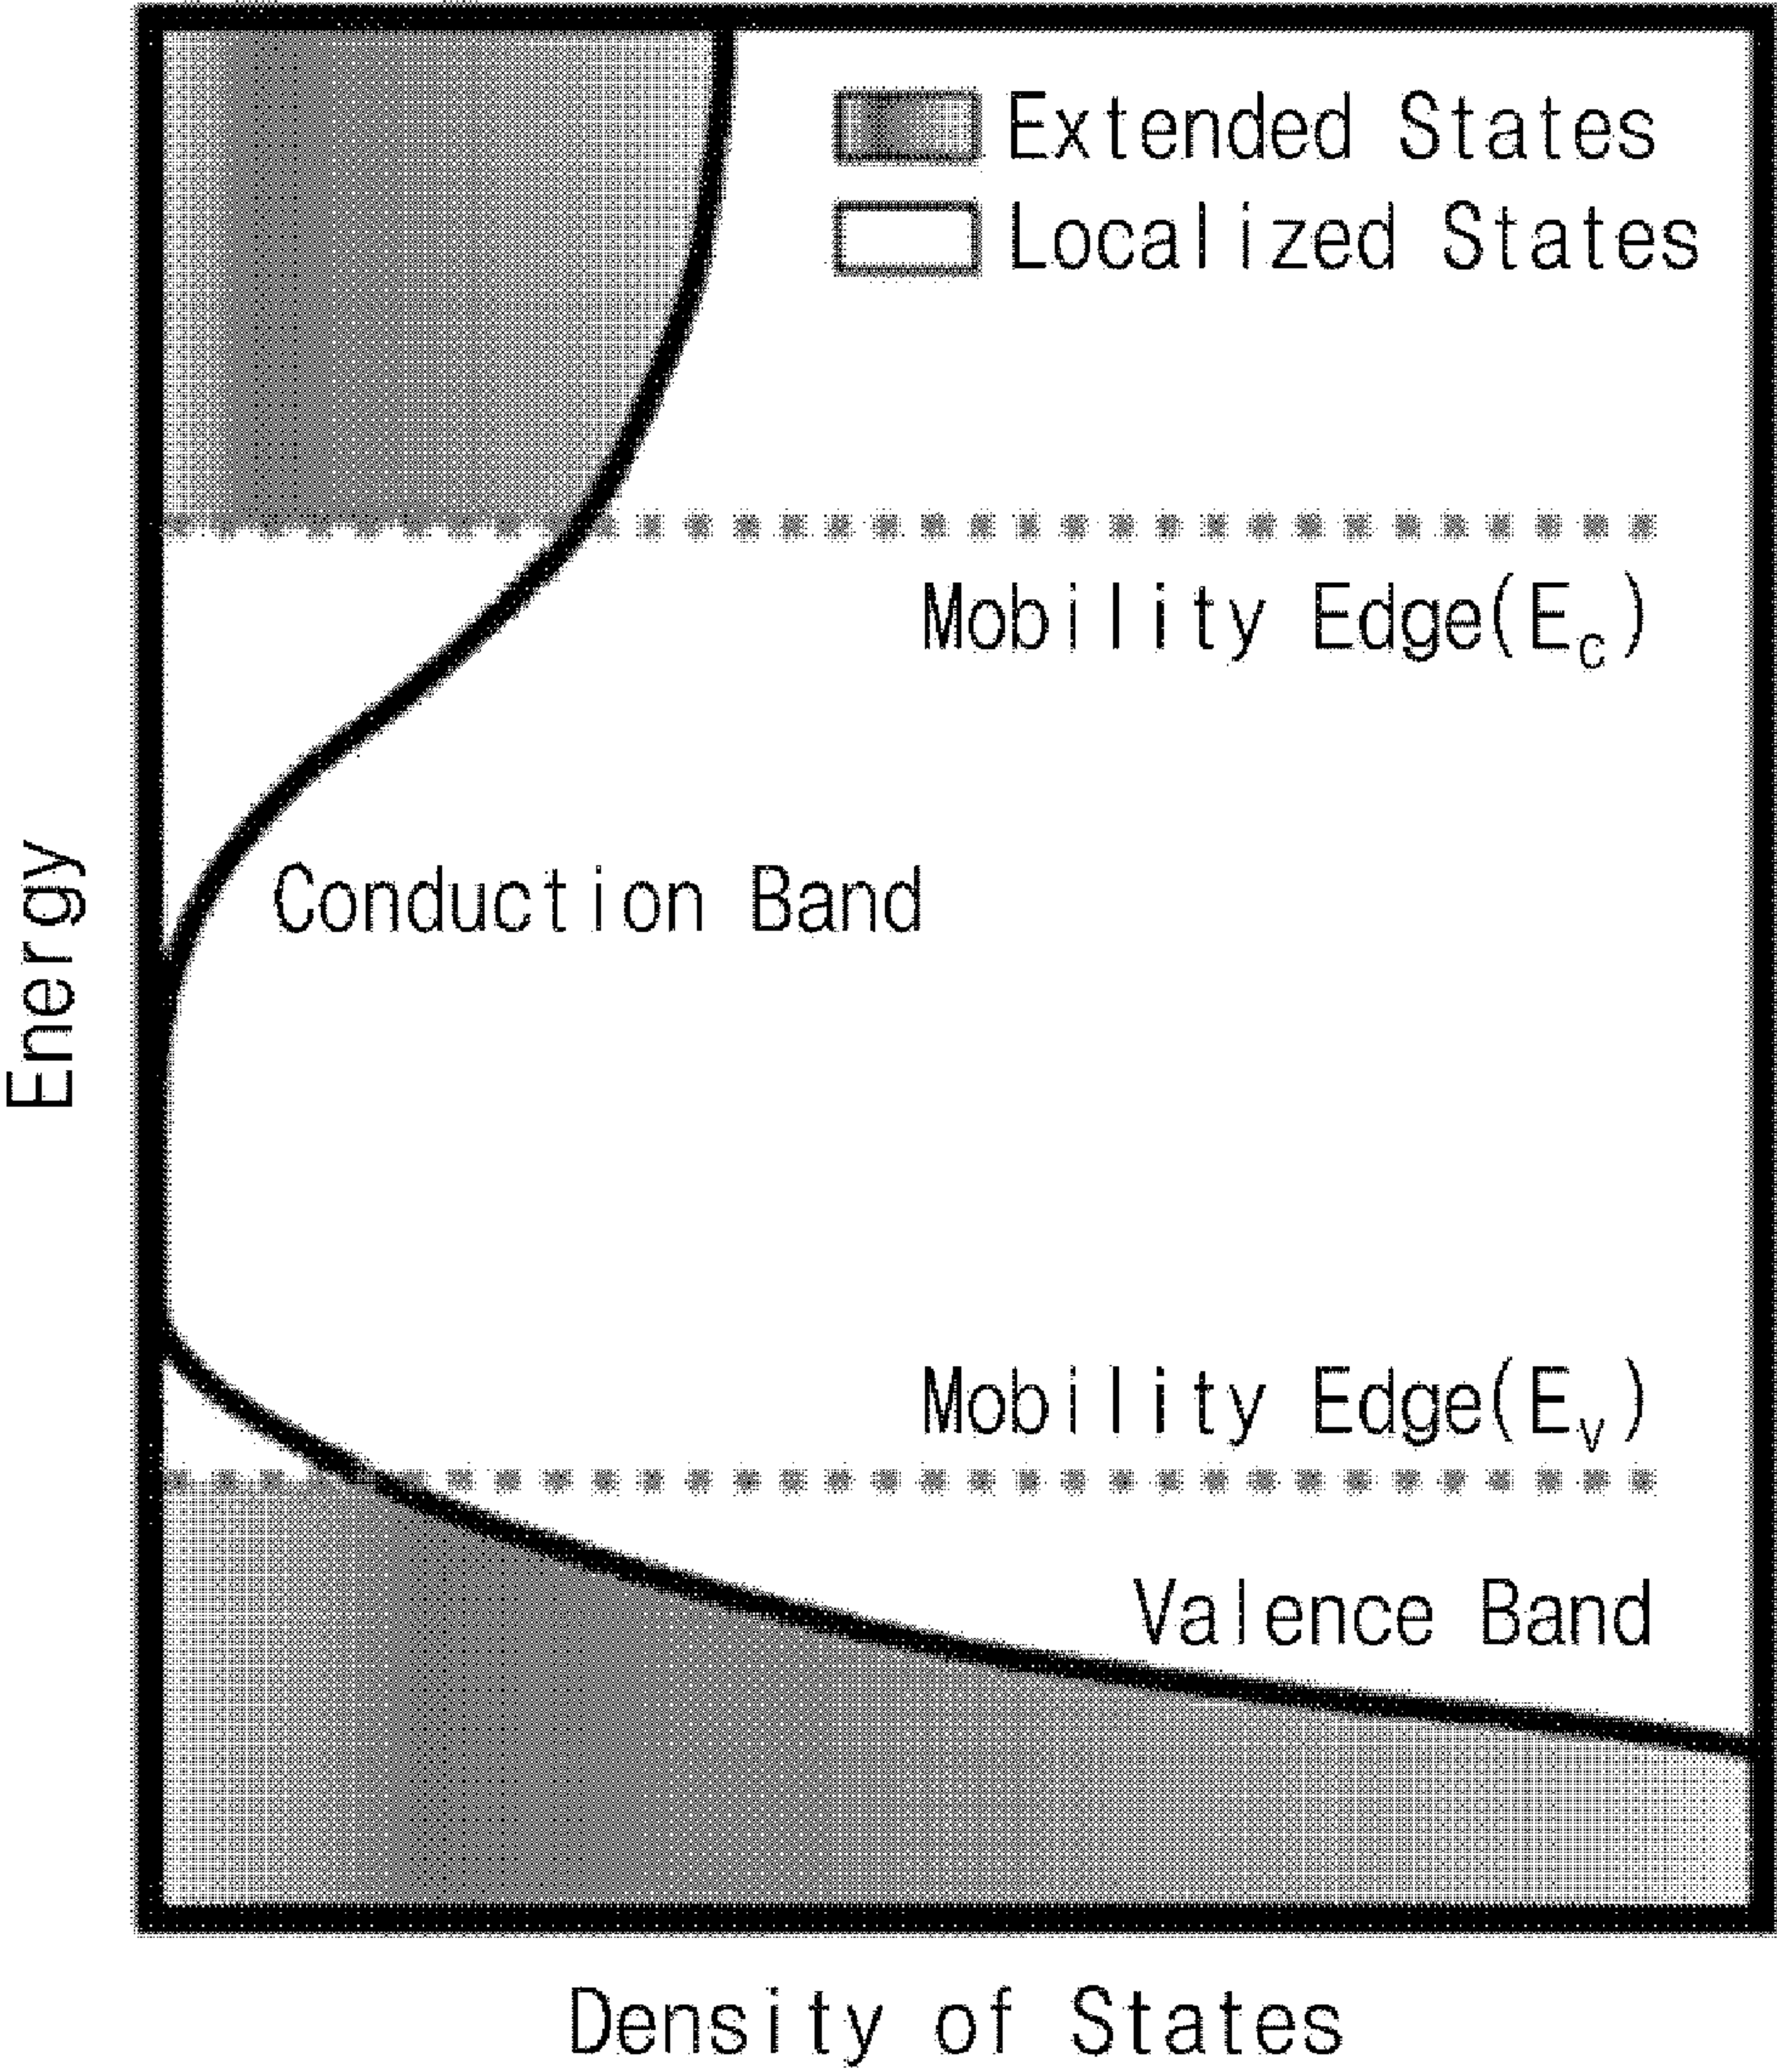 Extended States
Localized States
Mobility Edge(E_c)
Conduction Band
Energy
Mobility Edge(E_v)
Valence Band
Density of States